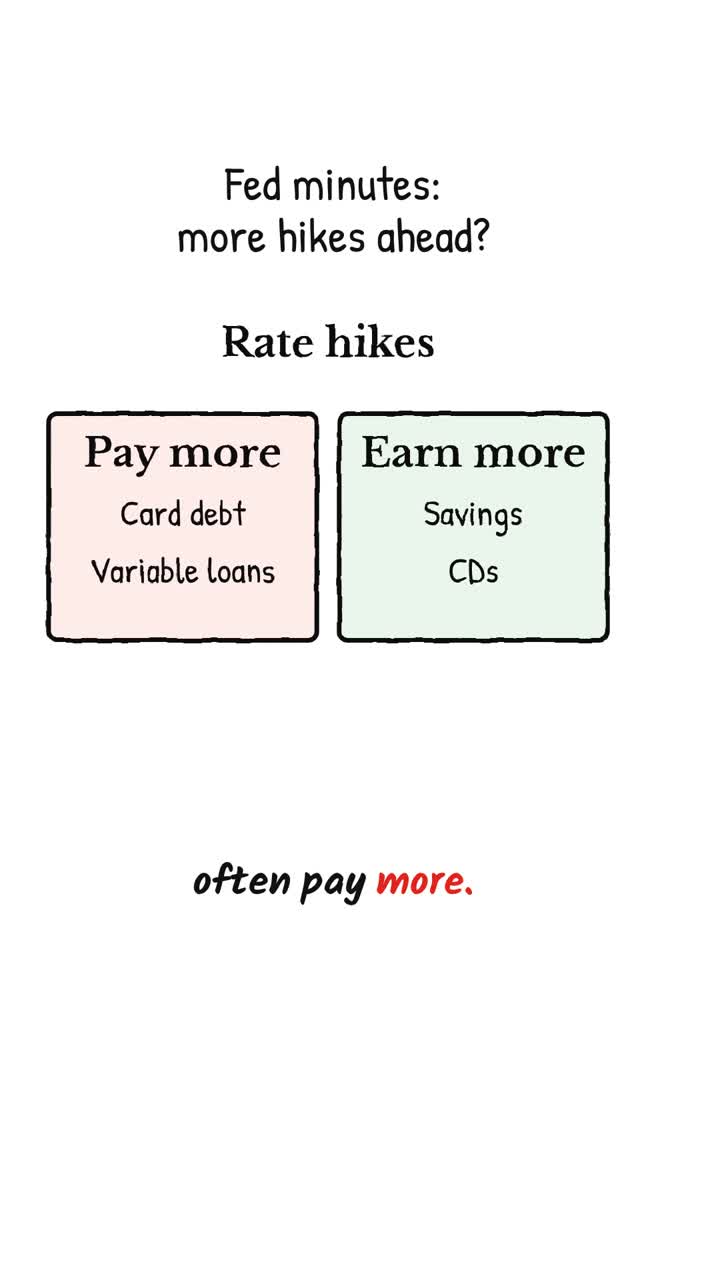 Fed minutes:
more hikes ahead?
Rate hikes
Pay more
Card debt
Variable loans
Earn more
Savings
CDs
often pay more.